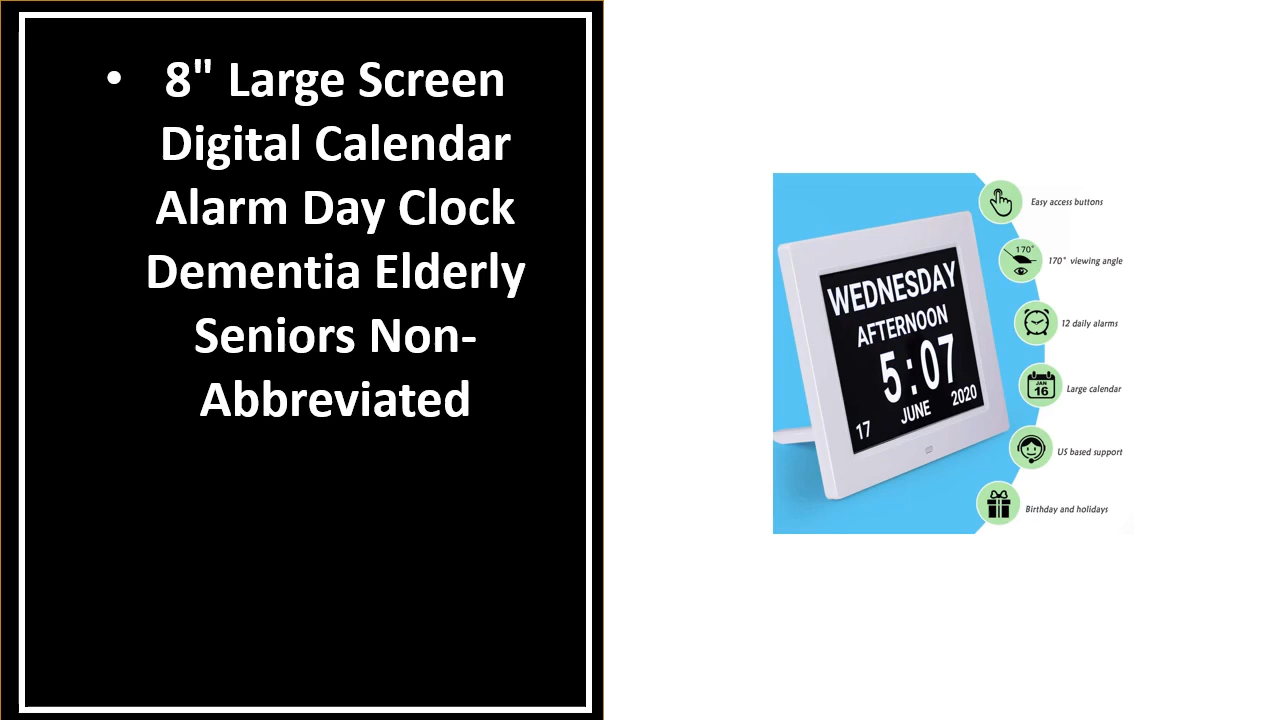 • 8" Large Screen
Digital Calendar
Alarm Day Clock
Dementia Elderly
Seniors Non-
Abbreviated
WEDNESDAY
AFTERNOON
5:07
17 JUNE 2020
Easy access buttons
170°
170° viewing angle
12 daily alarms
JAN
16
Large calendar
US based support
Birthday and holidays